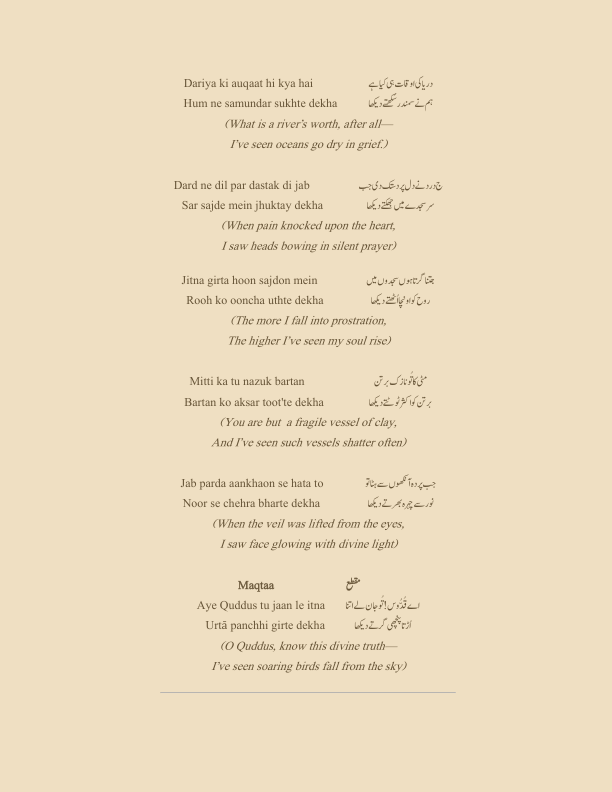 Dariya ki auqaat hi kya hai دریا کی اوقات ہی کیا ہے
Hum ne samundar sukhte dekha ہم نے سمندر سُکھتے دیکھا
(What is a river's worth, after all—
I've seen oceans go dry in grief.)
Dard ne dil par dastak di jab ج درد نے دل پر دستک دی جب
Sar sajde mein jhuktay dekha سر سجدے میں جھکتے دیکھا
(When pain knocked upon the heart,
I saw heads bowing in silent prayer)
Jitna girta hoon sajdon mein جتنا گرتا ہوں سجدوں میں
Rooh ko ooncha uthte dekha روح کو اونچا اُٹھتے دیکھا
(The more I fall into prostration,
The higher I've seen my soul rise)
Mitti ka tu nazuk bartan مٹی کا تُو نازک برتن
Bartan ko aksar toot'te dekha برتن کو اکثر ٹوٹتے دیکھا
(You are but a fragile vessel of clay,
And I've seen such vessels shatter often)
Jab parda aankhaon se hata to جب پردہ آنکھوں سے ہٹا تو
Noor se chehra bharte dekha نور سے چہرہ بھرتے دیکھا
(When the veil was lifted from the eyes,
I saw face glowing with divine light)
Maqtaa مقطع
Aye Quddus tu jaan le itna اے قُدُّوس! تُو جان لے اتنا
Urtā panchhi girte dekha اُڑتا پنچھی گرتے دیکھا
(O Quddus, know this divine truth—
I've seen soaring birds fall from the sky)